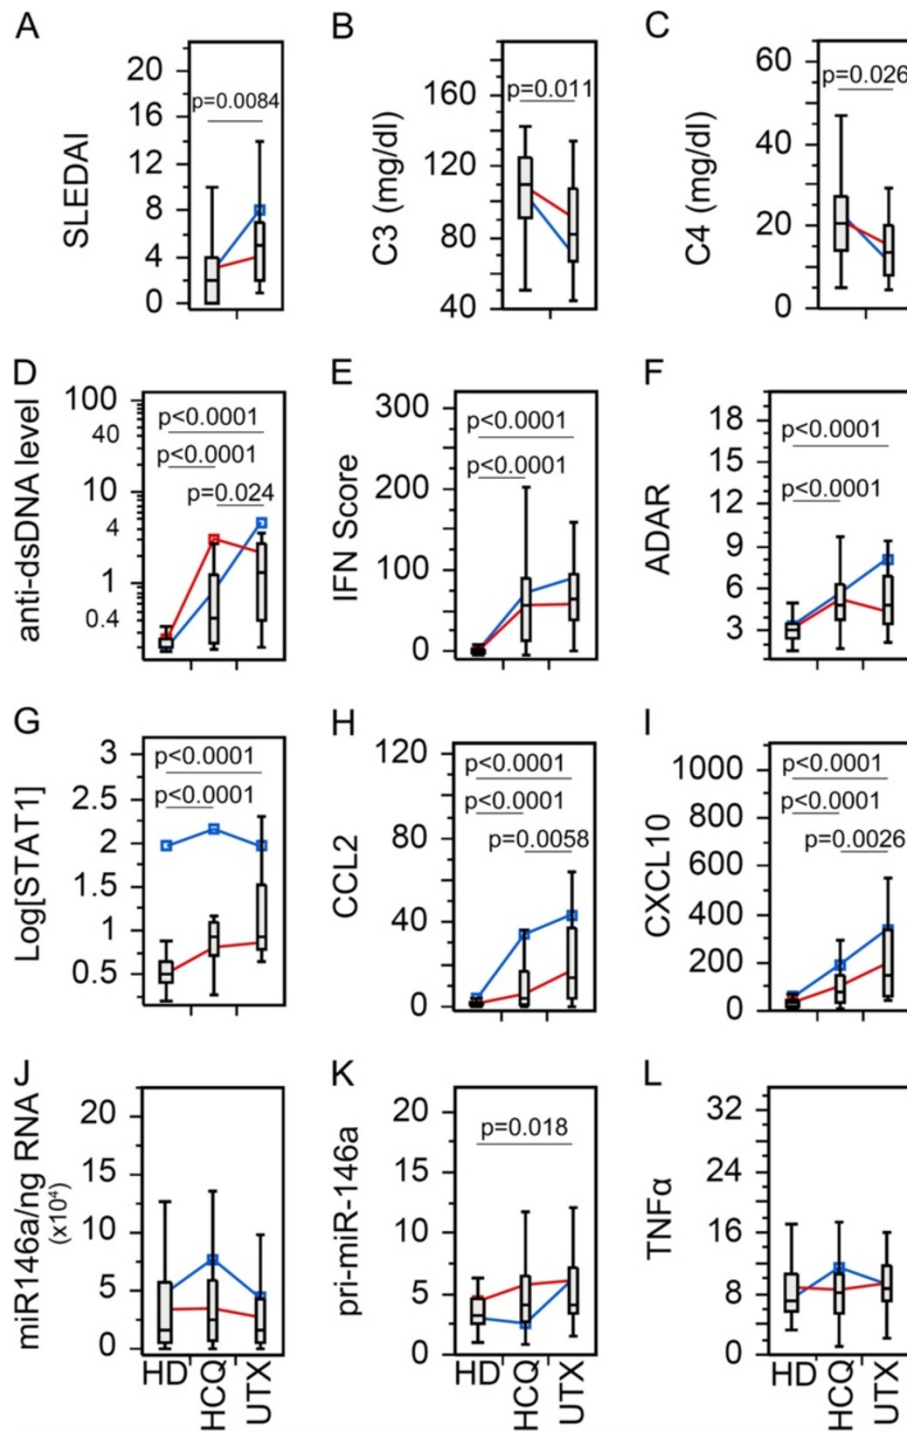 A
SLEDAI
20
16
12
8
4
0
p=0.0084
B
C3 (mg/dl)
160
120
80
40
p=0.011
C
C4 (mg/dl)
60
40
20
0
p=0.026
D
anti-dsDNA level
100
40
10
4
1
0.4
p<0.0001
p<0.0001
p=0.024
E
IFN Score
300
200
100
0
p<0.0001
p<0.0001
F
ADAR
18
15
12
9
6
3
p<0.0001
p<0.0001
G
Log[STAT1]
3
2.5
2
1.5
1
0.5
p<0.0001
p<0.0001
H
CCL2
120
80
40
0
p<0.0001
p<0.0001
p=0.0058
I
CXCL10
1000
800
600
400
200
0
p<0.0001
p<0.0001
p=0.0026
J
miR146a/ng RNA
(x10⁴)
20
15
10
5
0
HD
HCQ
UTX
K
pri-miR-146a
20
15
10
5
0
p=0.018
HD
HCQ
UTX
L
TNFα
32
24
16
8
0
HD
HCQ
UTX